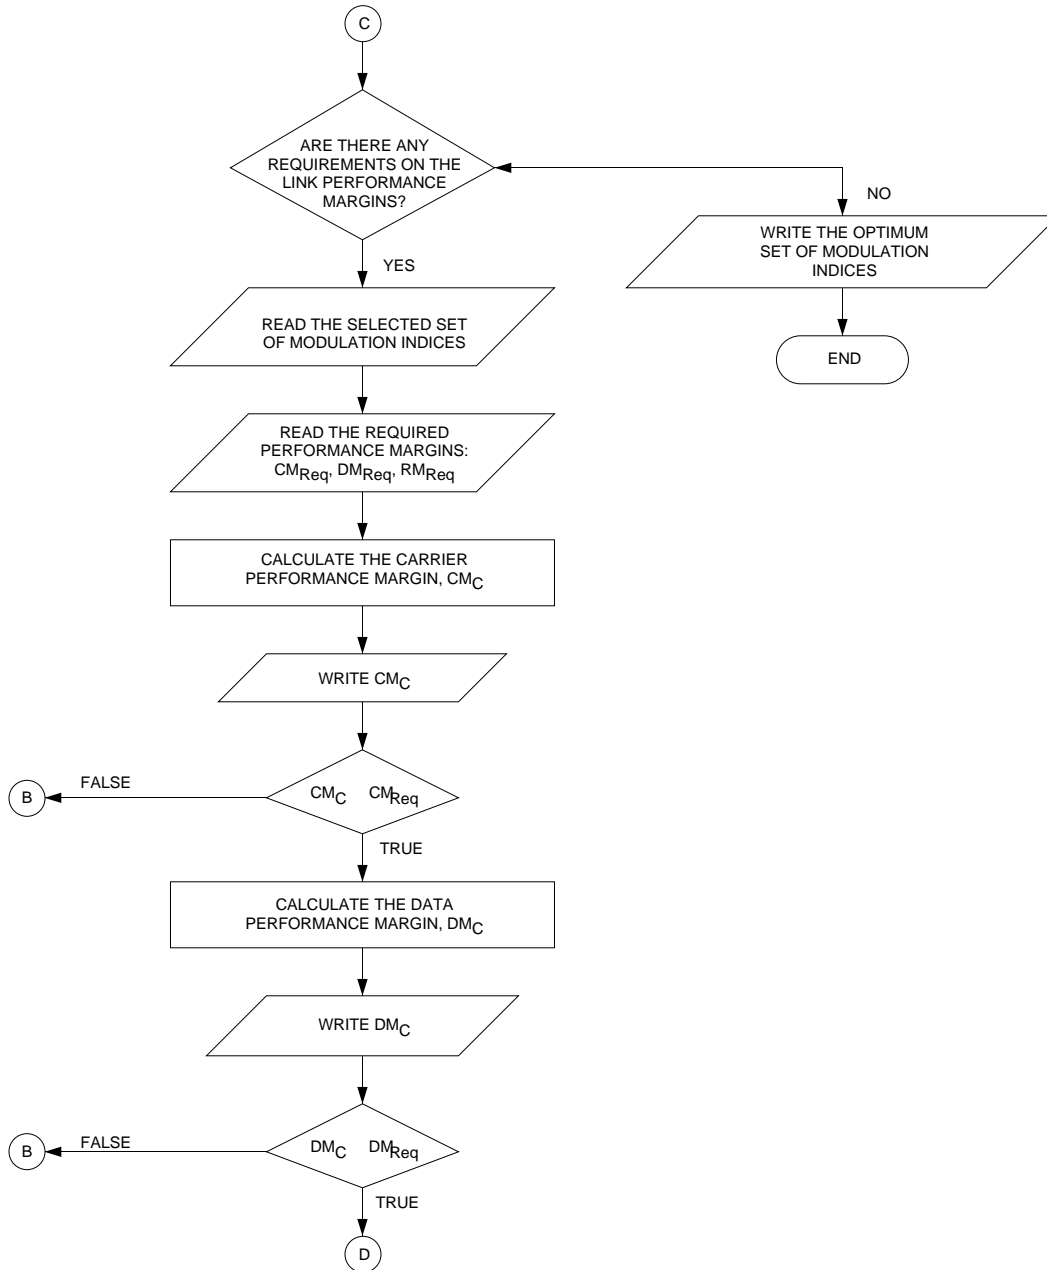 C
ARE THERE ANY
REQUIREMENTS ON THE
LINK PERFORMANCE
MARGINS?
NO
WRITE THE OPTIMUM
SET OF MODULATION
INDICES
YES
READ THE SELECTED SET
OF MODULATION INDICES
END
READ THE REQUIRED
PERFORMANCE MARGINS:
CMReq, DMReq, RMReq
CALCULATE THE CARRIER
PERFORMANCE MARGIN, CMC
WRITE CMC
FALSE
B
CMC CMReq
TRUE
CALCULATE THE DATA
PERFORMANCE MARGIN, DMC
WRITE DMC
FALSE
B
DMC DMReq
TRUE
D